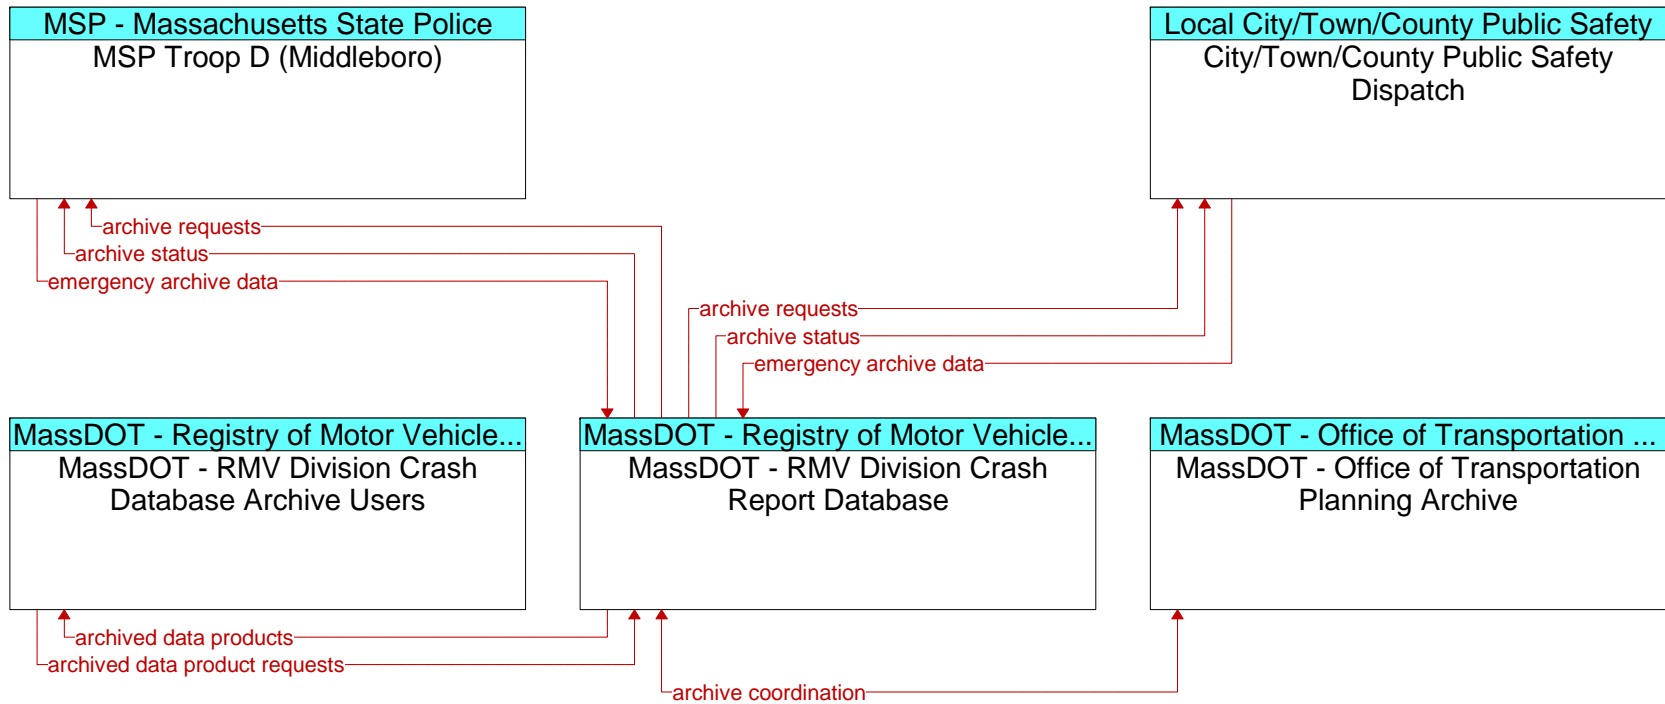 MSP - Massachusetts State Police
MSP Troop D (Middleboro)
Local City/Town/County Public Safety
City/Town/County Public Safety
Dispatch
archive requests
archive status
emergency archive data
archive requests
archive status
emergency archive data
MassDOT - Registry of Motor Vehicle...
MassDOT - RMV Division Crash
Database Archive Users
MassDOT - Registry of Motor Vehicle...
MassDOT - RMV Division Crash
Report Database
MassDOT - Office of Transportation ...
MassDOT - Office of Transportation
Planning Archive
archived data products
archived data product requests
archive coordination